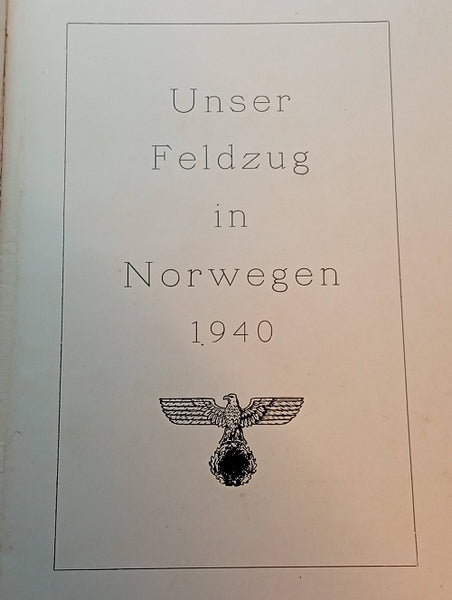 Unser
Feldzug
in
Norwegen
1940